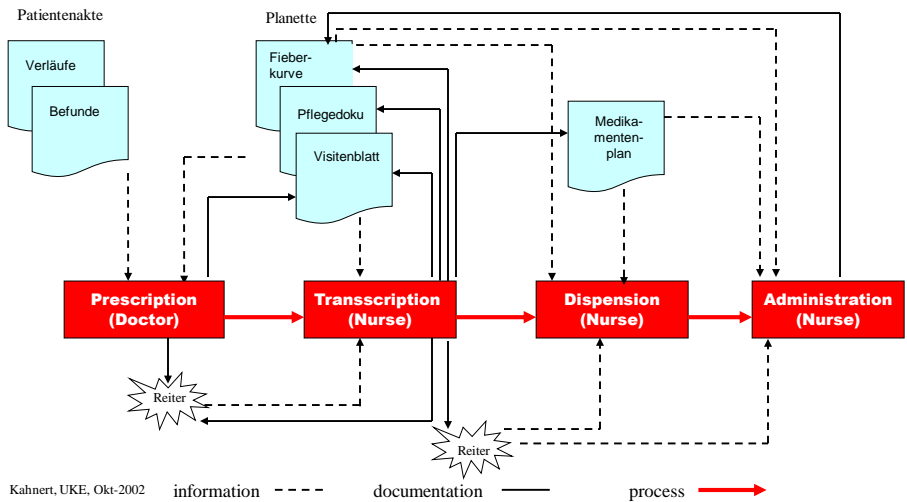 Patientenakte
Planette
Verläufe
Befunde
Fieber-
kurve
Pflegedoku
Visitenblatt
Medika-
menten-
plan
Prescription
(Doctor)
Transscription
(Nurse)
Dispension
(Nurse)
Administration
(Nurse)
Reiter
Reiter
Kahnert, UKE, Okt-2002
information
documentation
process